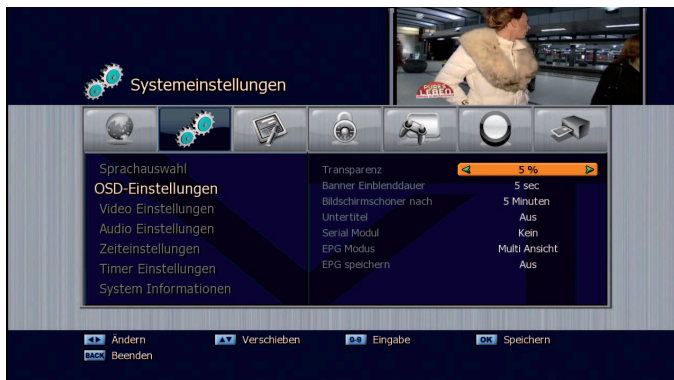 Systemeinstellungen
PURES
LEBEN
Sprachauswahl
OSD-Einstellungen
Video Einstellungen
Audio Einstellungen
Zeiteinstellungen
Timer Einstellungen
System Informationen
Transparenz 5 %
Banner Einblenddauer 5 sec
Bildschirmschoner nach 5 Minuten
Untertitel Aus
Serial Modul Kein
EPG Modus Multi Ansicht
EPG speichern Aus
Ändern
Verschieben
0-9 Eingabe
OK Speichern
BACK Beenden